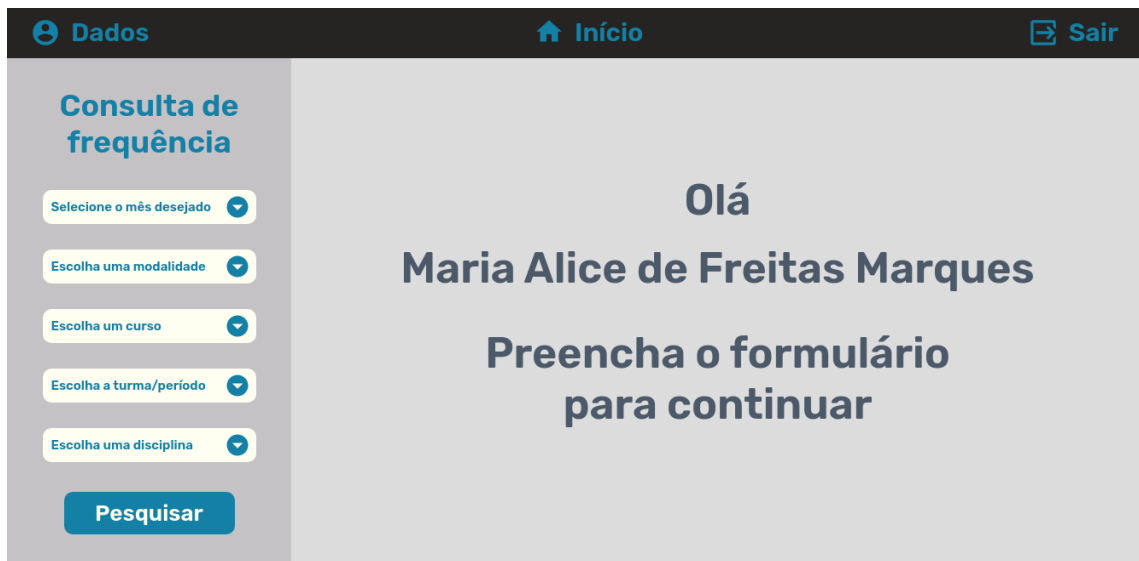 Dados
Início
Sair
Consulta de
frequência
Selecione o mês desejado
Escolha uma modalidade
Escolha um curso
Escolha a turma/período
Escolha uma disciplina
Pesquisar
Olá
Maria Alice de Freitas Marques
Preencha o formulário
para continuar